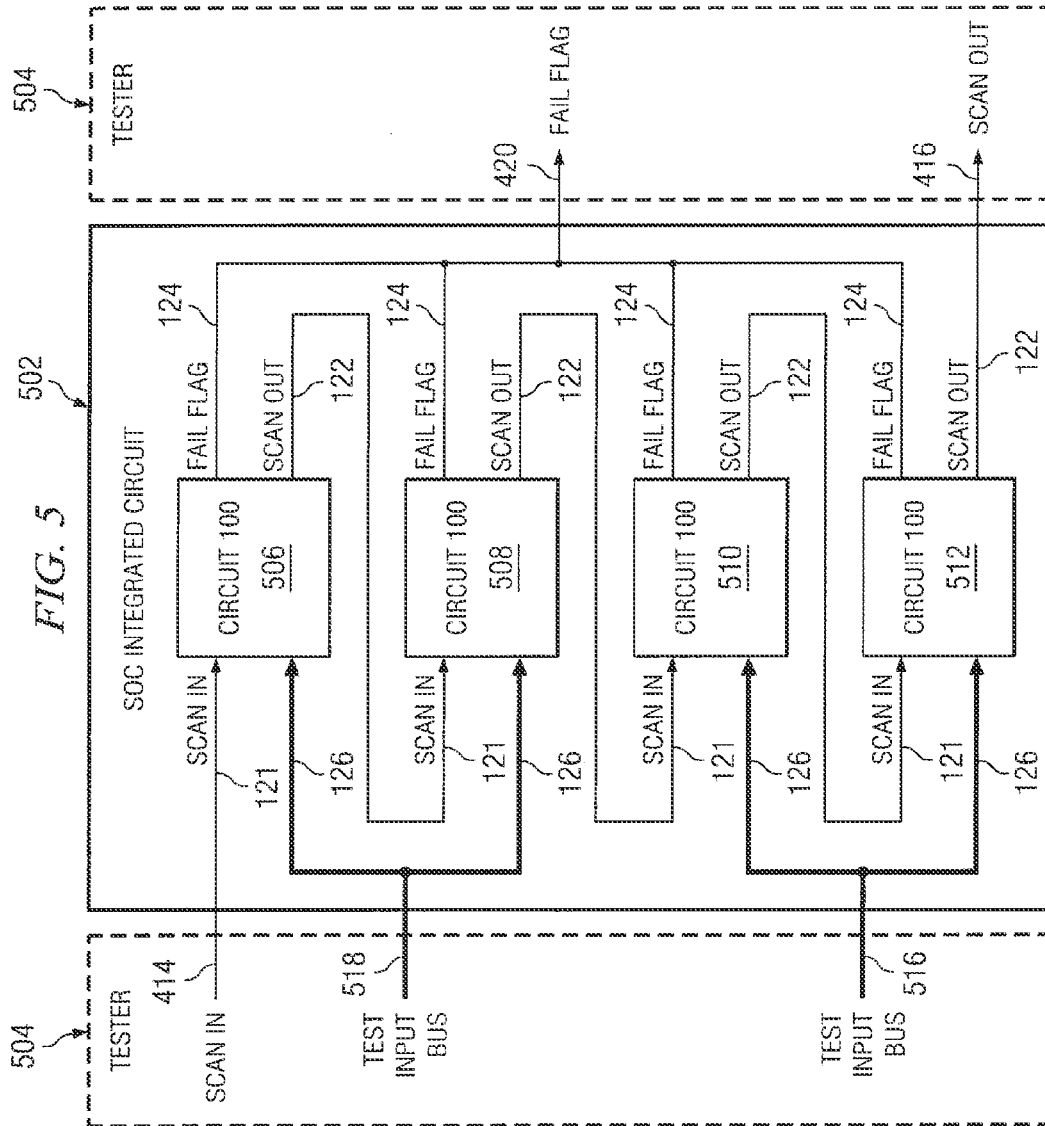 FIG. 5
504
TESTER
SCAN IN
414
TEST
INPUT
BUS
518
TEST
INPUT
BUS
516
502
SOC INTEGRATED CIRCUIT
SCAN IN
121
126
CIRCUIT 100
506
FAIL FLAG
124
SCAN OUT
122
SCAN IN
121
126
CIRCUIT 100
508
FAIL FLAG
124
SCAN OUT
122
SCAN IN
121
126
CIRCUIT 100
510
FAIL FLAG
124
SCAN OUT
122
SCAN IN
121
126
CIRCUIT 100
512
FAIL FLAG
124
SCAN OUT
122
504
TESTER
420
FAIL FLAG
416
SCAN OUT